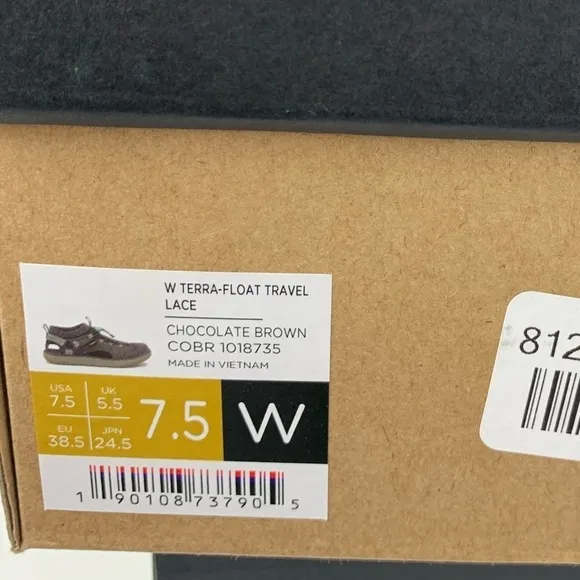 W TERRA-FLOAT TRAVEL
LACE
CHOCOLATE BROWN
COBR 1018735
MADE IN VIETNAM
USA UK
7.5 5.5
EU JPN
38.5 24.5
7.5
W
1 90108 73790 5
812